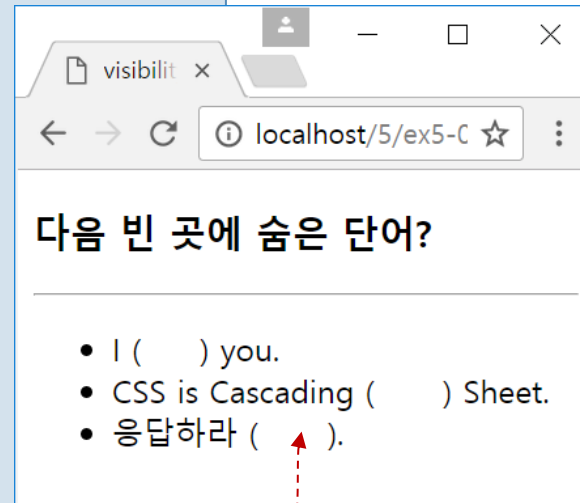 visibilit
localhost/5/ex5-0
다음 빈 곳에 숨은 단어?
• I (     ) you.
• CSS is Cascading (      ) Sheet.
• 응답하라 (      ).